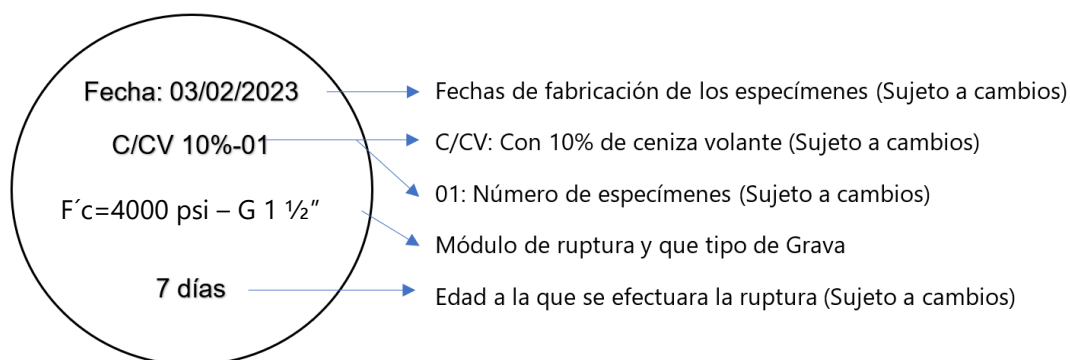 Fecha: 03/02/2023
C/CV 10%-01
F´c=4000 psi – G 1 ½”
7 días
Fechas de fabricación de los especímenes (Sujeto a cambios)
C/CV: Con 10% de ceniza volante (Sujeto a cambios)
01: Número de especímenes (Sujeto a cambios)
Módulo de ruptura y que tipo de Grava
Edad a la que se efectuara la ruptura (Sujeto a cambios)